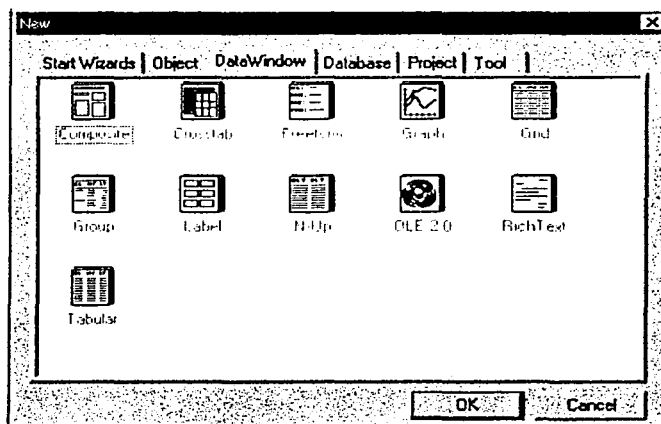 New
Start Wizards Object DataWindow Database Project Tool
Composite Crosstab Freeform Graph Grid
Group Label N-Up OLE 2.0 RichText
Tabular
OK Cancel